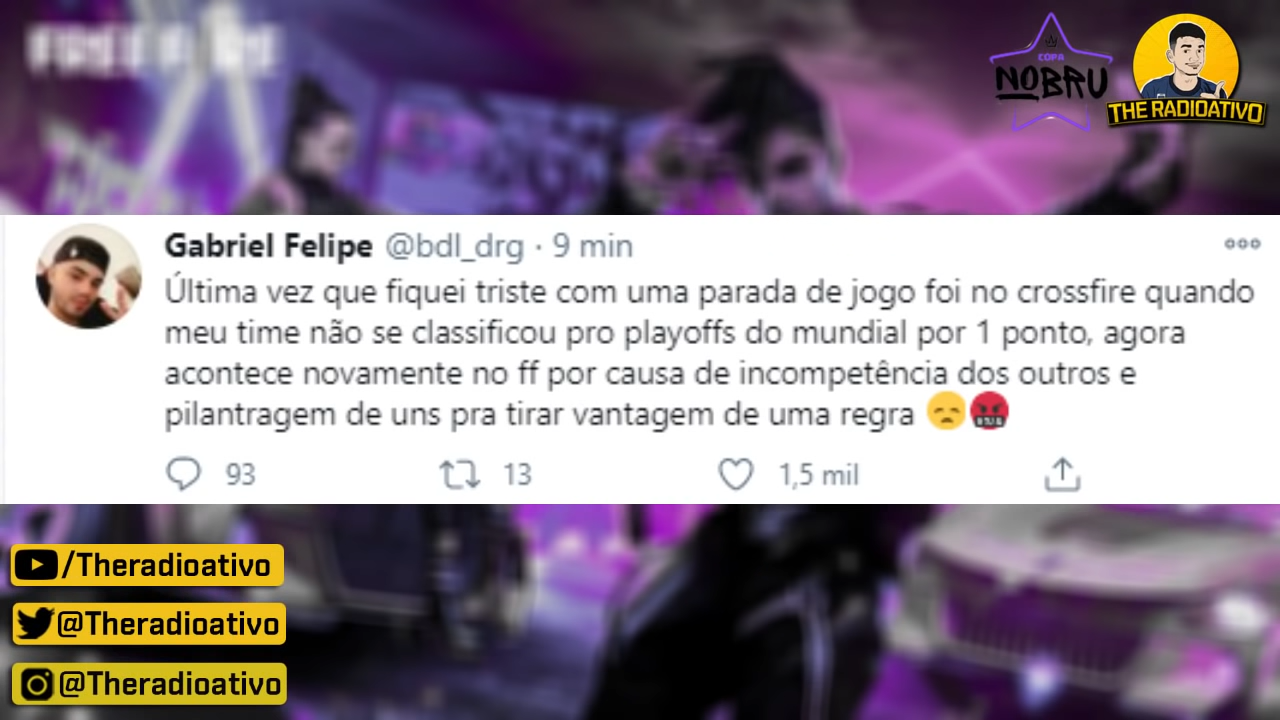 FREE FIRE
COPA
NOBRU
THE RADIOATIVO
Gabriel Felipe @bdl_drg · 9 min
Última vez que fiquei triste com uma parada de jogo foi no crossfire quando
meu time não se classificou pro playoffs do mundial por 1 ponto, agora
acontece novamente no ff por causa de incompetência dos outros e
pilantragem de uns pra tirar vantagem de uma regra 😞🤬
93 13 1,5 mil
/Theradioativo
@Theradioativo
@Theradioativo